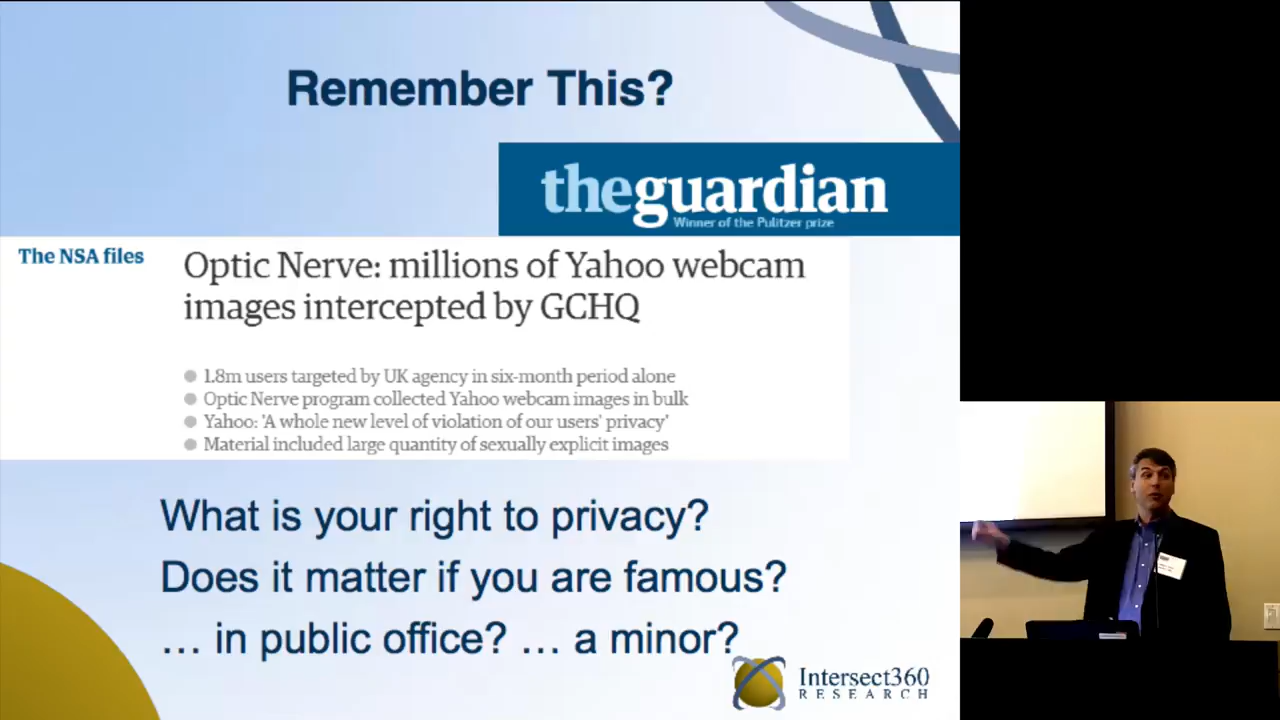 Remember This?
theguardian
Winner of the Pulitzer prize
The NSA files
Optic Nerve: millions of Yahoo webcam
images intercepted by GCHQ
1.8m users targeted by UK agency in six-month period alone
Optic Nerve program collected Yahoo webcam images in bulk
Yahoo: 'A whole new level of violation of our users' privacy'
Material included large quantity of sexually explicit images
What is your right to privacy?
Does it matter if you are famous?
… in public office? … a minor?
Intersect360
RESEARCH